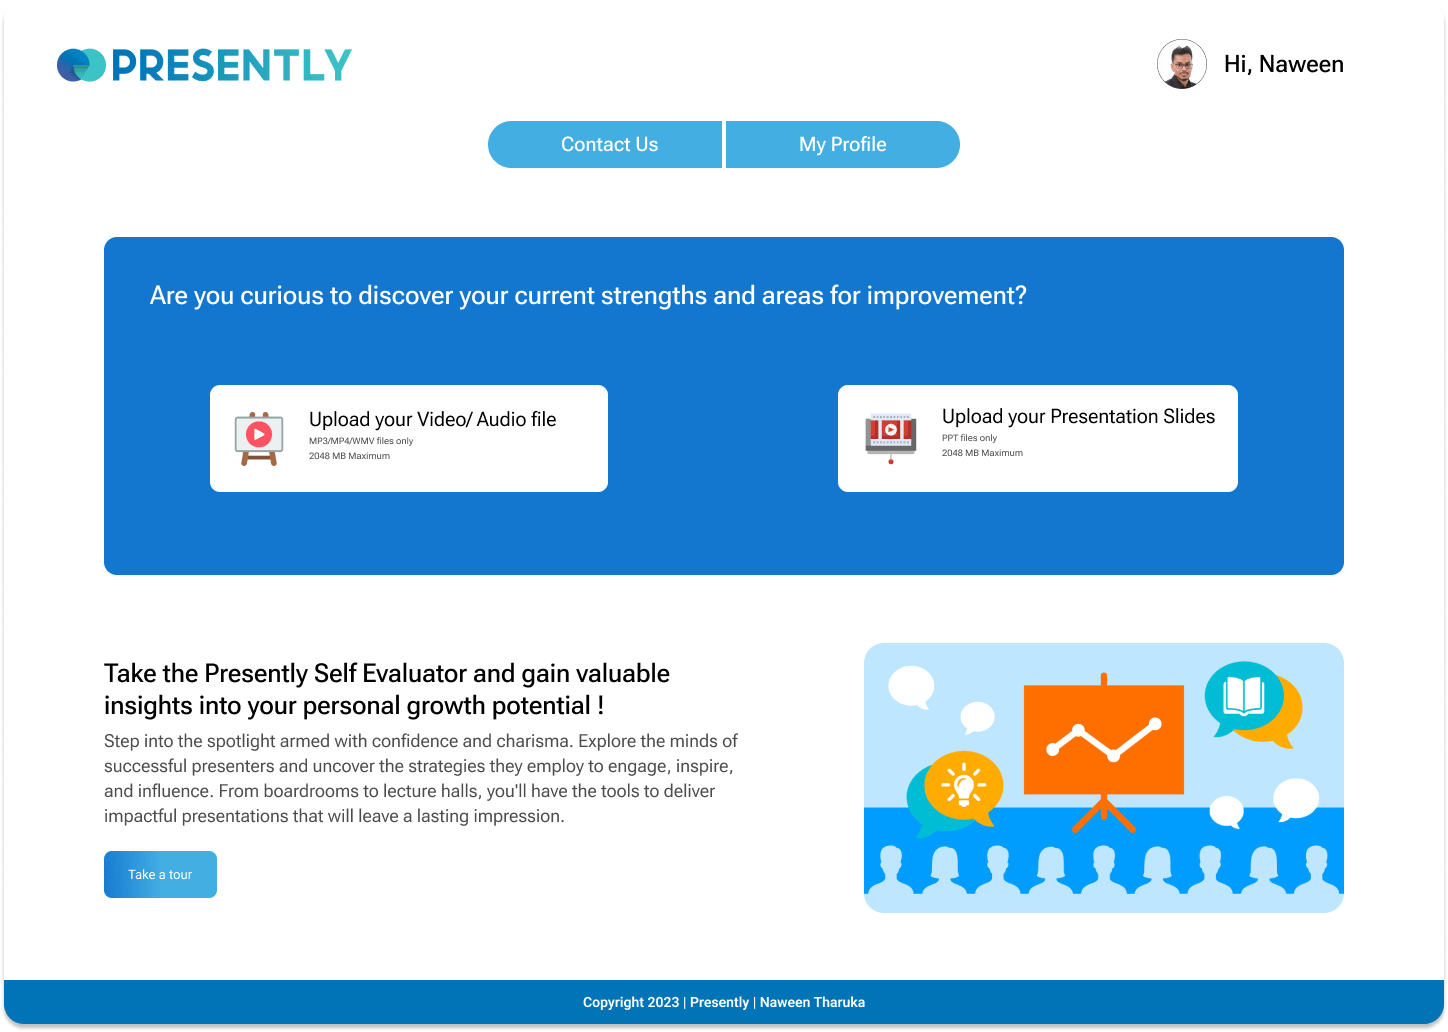 PRESENTLY
Hi, Naween
Contact Us
My Profile
Are you curious to discover your current strengths and areas for improvement?
Upload your Video/ Audio file
MP3/MP4/WMV files only
2048 MB Maximum
Upload your Presentation Slides
PPT files only
2048 MB Maximum
Take the Presently Self Evaluator and gain valuable
insights into your personal growth potential !
Step into the spotlight armed with confidence and charisma. Explore the minds of
successful presenters and uncover the strategies they employ to engage, inspire,
and influence. From boardrooms to lecture halls, you'll have the tools to deliver
impactful presentations that will leave a lasting impression.
Take a tour
Copyright 2023 | Presently | Naween Tharuka